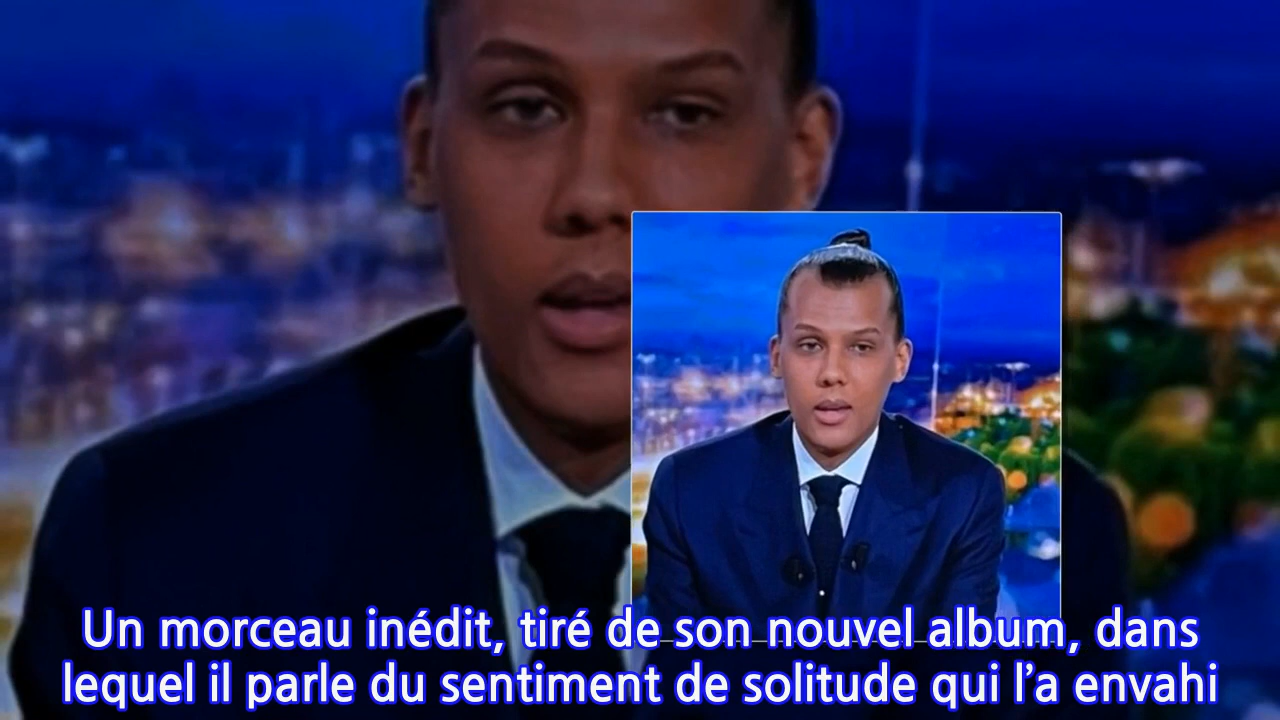 Un morceau inédit, tiré de son nouvel album, dans
lequel il parle du sentiment de solitude qui l’a envahi